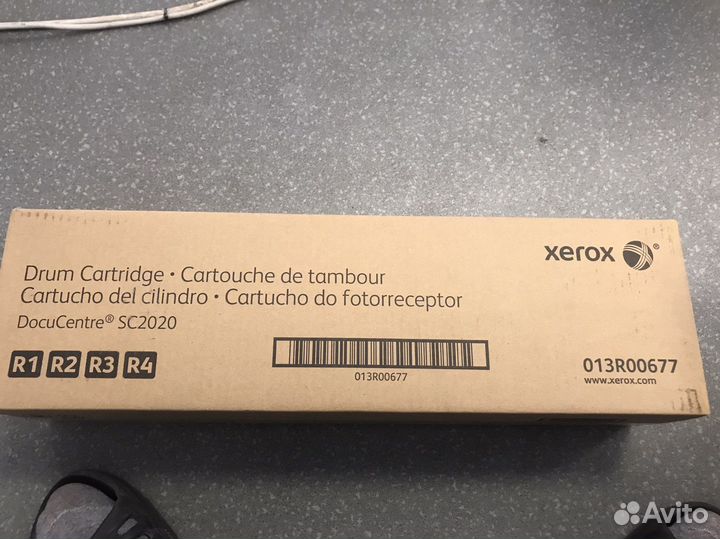 xerox®
Drum Cartridge • Cartouche de tambour
Cartucho del cilindro • Cartucho do fotorreceptor
DocuCentre® SC2020
R1 R2 R3 R4
013R00677
013R00677
www.xerox.com
Avito